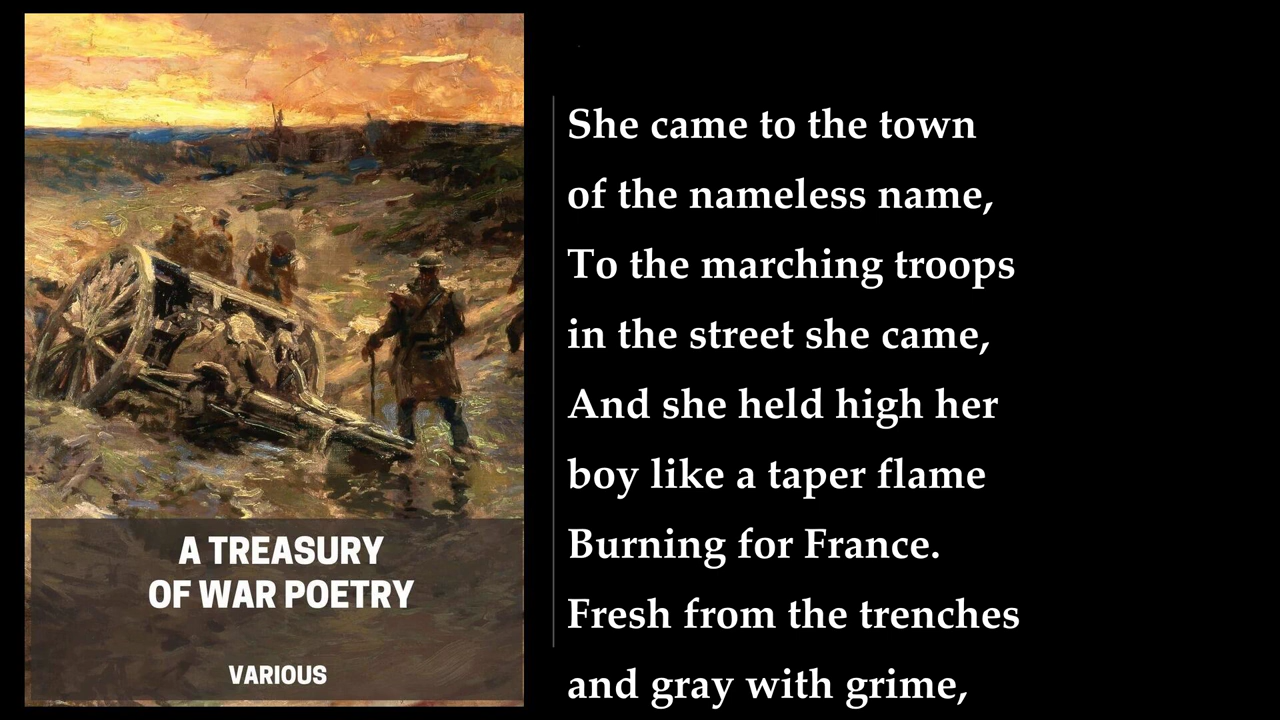 A TREASURY
OF WAR POETRY
VARIOUS
She came to the town
of the nameless name,
To the marching troops
in the street she came,
And she held high her
boy like a taper flame
Burning for France.
Fresh from the trenches
and gray with grime,